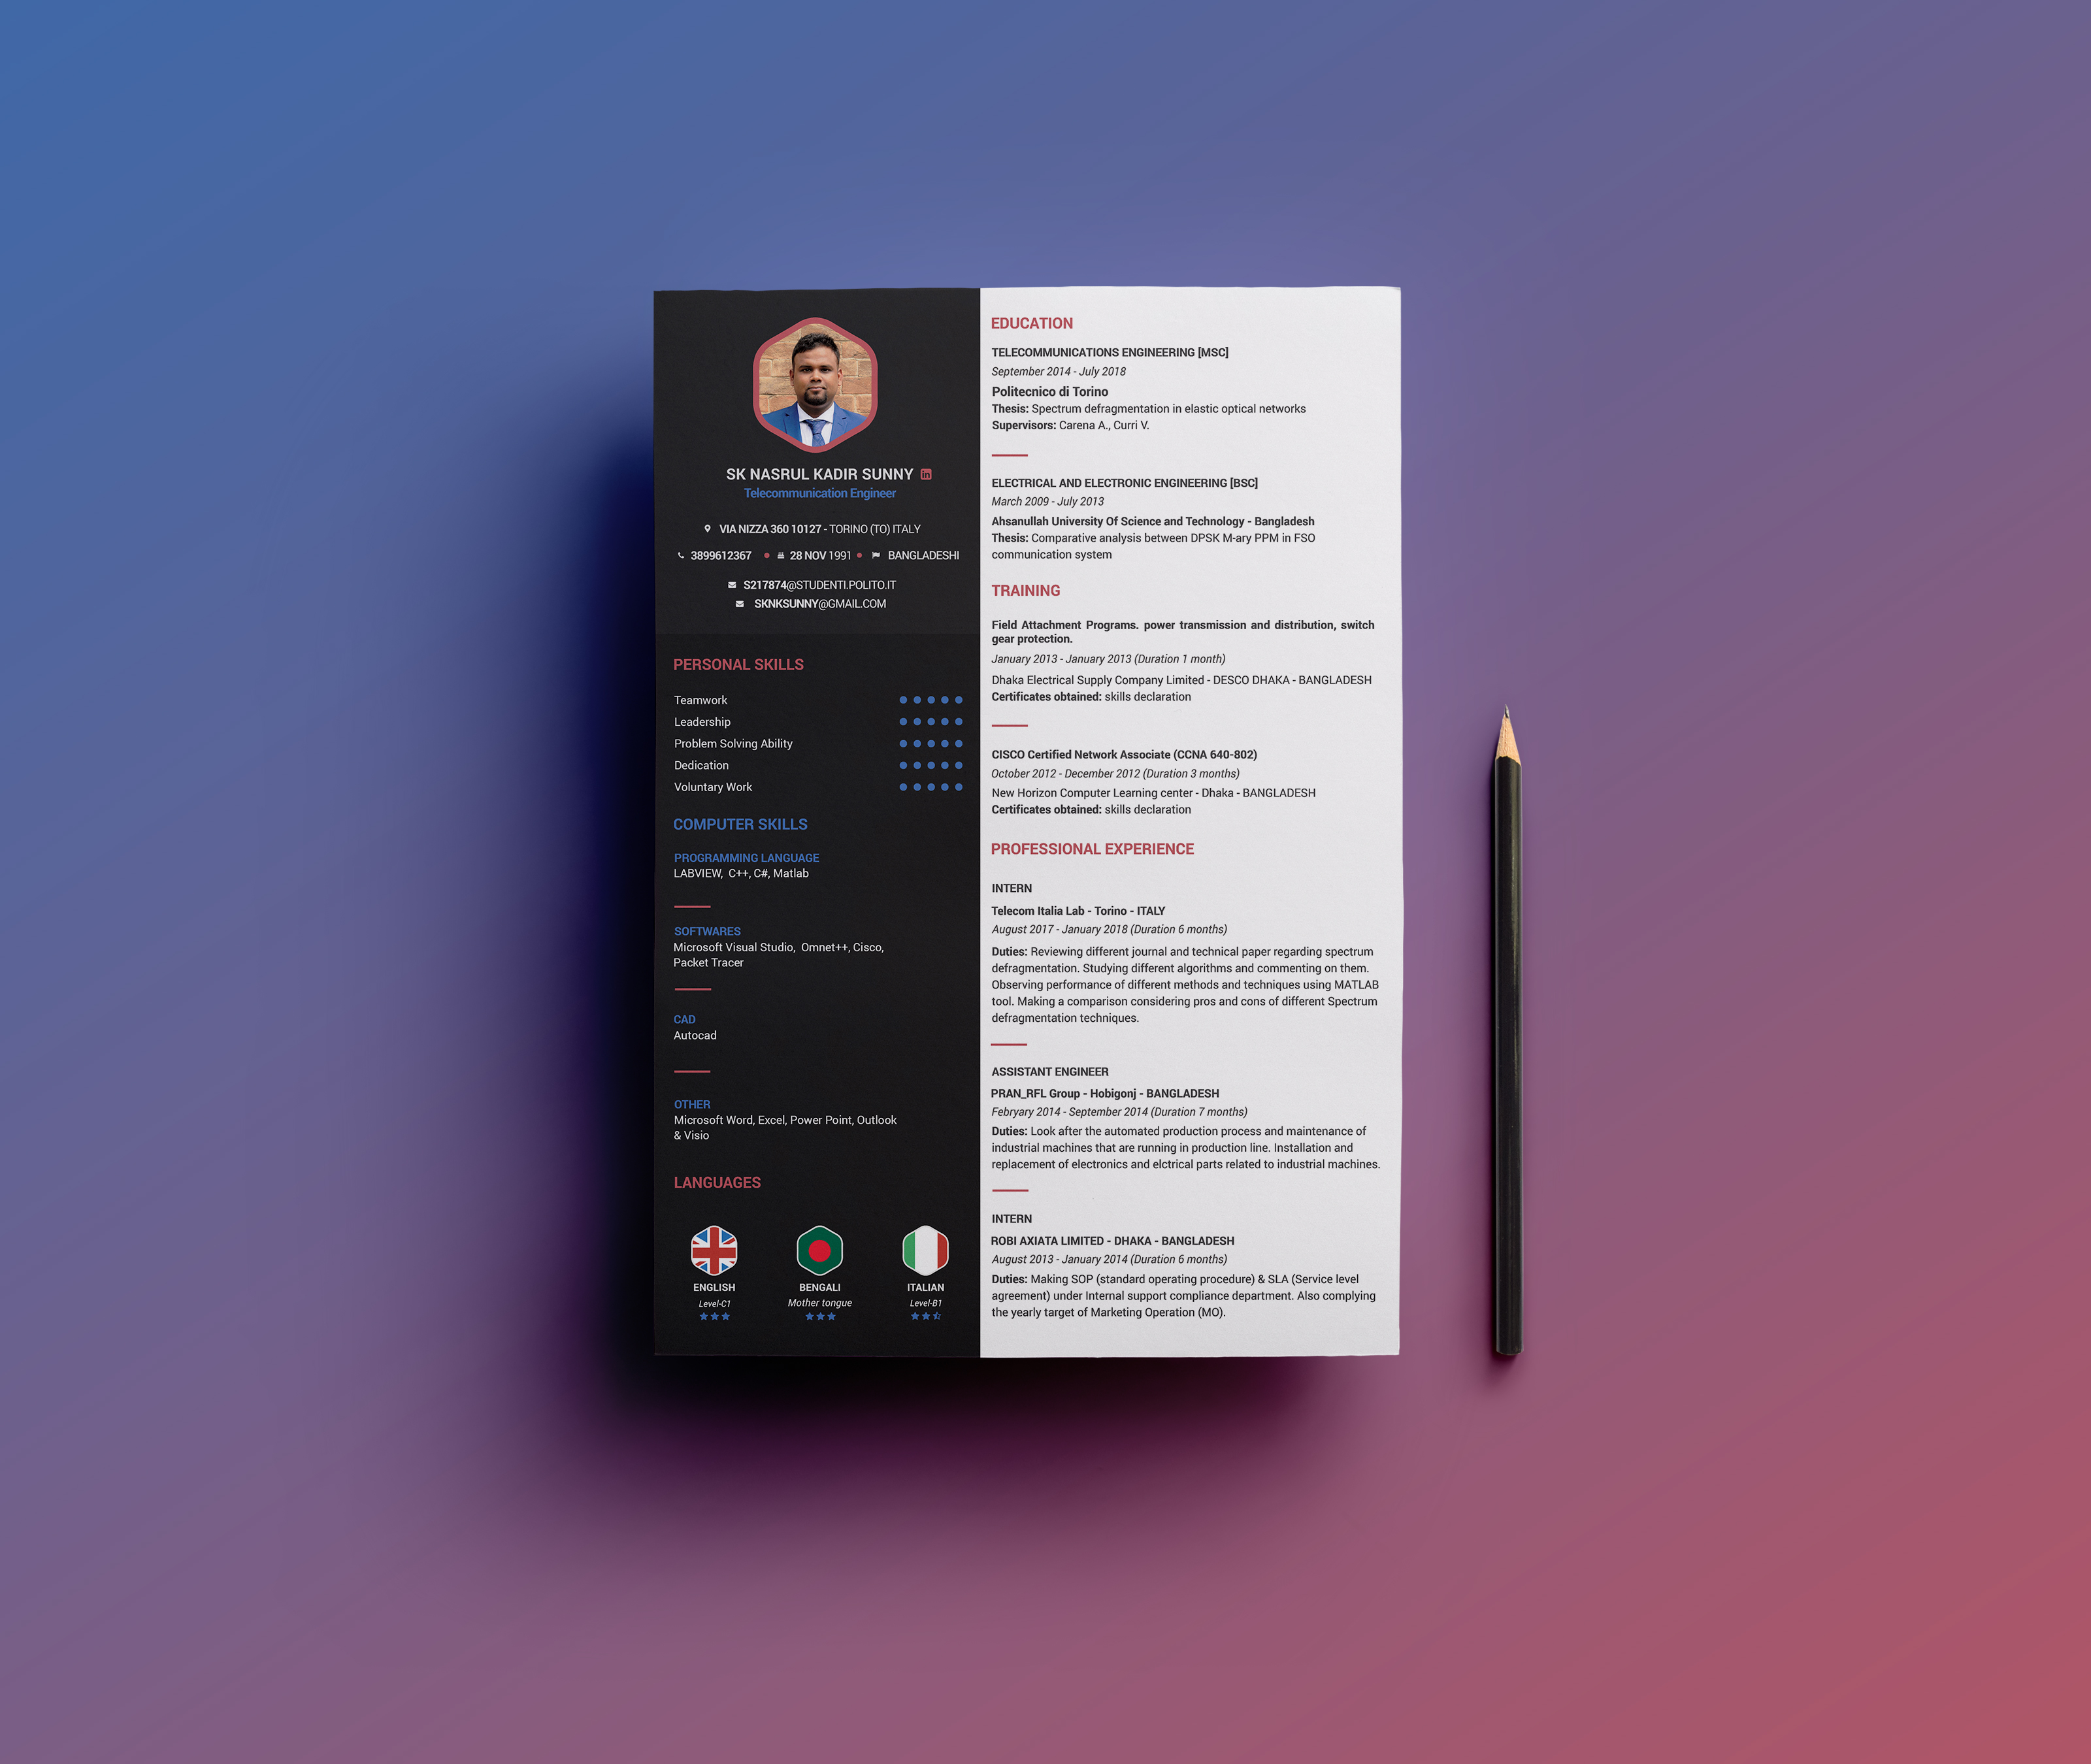 SK NASRUL KADIR SUNNY in
Telecommunication Engineer
VIA NIZZA 360 10127 - TORINO (TO) ITALY
3899612367 28 NOV 1991 BANGLADESHI
S217874@STUDENTI.POLITO.IT
SKNKSUNNY@GMAIL.COM
PERSONAL SKILLS
Teamwork
Leadership
Problem Solving Ability
Dedication
Voluntary Work
COMPUTER SKILLS
PROGRAMMING LANGUAGE
LABVIEW, C++, C#, Matlab
SOFTWARES
Microsoft Visual Studio, Omnet++, Cisco,
Packet Tracer
CAD
Autocad
OTHER
Microsoft Word, Excel, Power Point, Outlook
& Visio
LANGUAGES
ENGLISH
Level-C1
BENGALI
Mother tongue
ITALIAN
Level-B1
EDUCATION
TELECOMMUNICATIONS ENGINEERING [MSC]
September 2014 - July 2018
Politecnico di Torino
Thesis: Spectrum defragmentation in elastic optical networks
Supervisors: Carena A., Curri V.
ELECTRICAL AND ELECTRONIC ENGINEERING [BSC]
March 2009 - July 2013
Ahsanullah University Of Science and Technology - Bangladesh
Thesis: Comparative analysis between DPSK M-ary PPM in FSO
communication system
TRAINING
Field Attachment Programs. power transmission and distribution, switch
gear protection.
January 2013 - January 2013 (Duration 1 month)
Dhaka Electrical Supply Company Limited - DESCO DHAKA - BANGLADESH
Certificates obtained: skills declaration
CISCO Certified Network Associate (CCNA 640-802)
October 2012 - December 2012 (Duration 3 months)
New Horizon Computer Learning center - Dhaka - BANGLADESH
Certificates obtained: skills declaration
PROFESSIONAL EXPERIENCE
INTERN
Telecom Italia Lab - Torino - ITALY
August 2017 - January 2018 (Duration 6 months)
Duties: Reviewing different journal and technical paper regarding spectrum
defragmentation. Studying different algorithms and commenting on them.
Observing performance of different methods and techniques using MATLAB
tool. Making a comparison considering pros and cons of different Spectrum
defragmentation techniques.
ASSISTANT ENGINEER
PRAN_RFL Group - Hobigonj - BANGLADESH
Febryary 2014 - September 2014 (Duration 7 months)
Duties: Look after the automated production process and maintenance of
industrial machines that are running in production line. Installation and
replacement of electronics and elctrical parts related to industrial machines.
INTERN
ROBI AXIATA LIMITED - DHAKA - BANGLADESH
August 2013 - January 2014 (Duration 6 months)
Duties: Making SOP (standard operating procedure) & SLA (Service level
agreement) under Internal support compliance department. Also complying
the yearly target of Marketing Operation (MO).